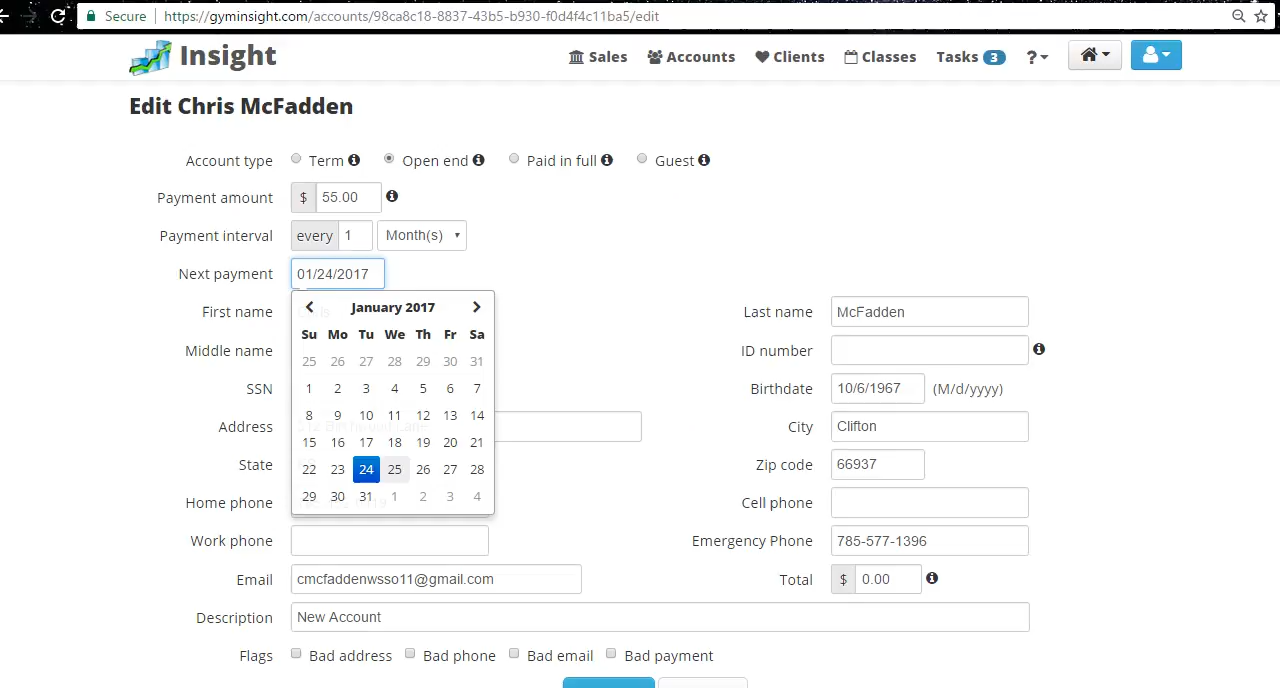 Secure https://gyminsight.com/accounts/98ca8c18-8837-43b5-b930-f0d4f4c11ba5/edit
Insight Sales Accounts Clients Classes Tasks 3 ?
Edit Chris McFadden
Account type Term Open end Paid in full Guest
Payment amount $ 55.00
Payment interval every 1 Month(s)
Next payment 01/24/2017
January 2017
Su Mo Tu We Th Fr Sa
25 26 27 28 29 30 31
1 2 3 4 5 6 7
8 9 10 11 12 13 14
15 16 17 18 19 20 21
22 23 24 25 26 27 28
29 30 31 1 2 3 4
First name Last name McFadden
Middle name ID number
SSN Birthdate 10/6/1967 (M/d/yyyy)
Address City Clifton
State Zip code 66937
Home phone Cell phone
Work phone Emergency Phone 785-577-1396
Email cmcfaddenwsso11@gmail.com Total $ 0.00
Description New Account
Flags Bad address Bad phone Bad email Bad payment